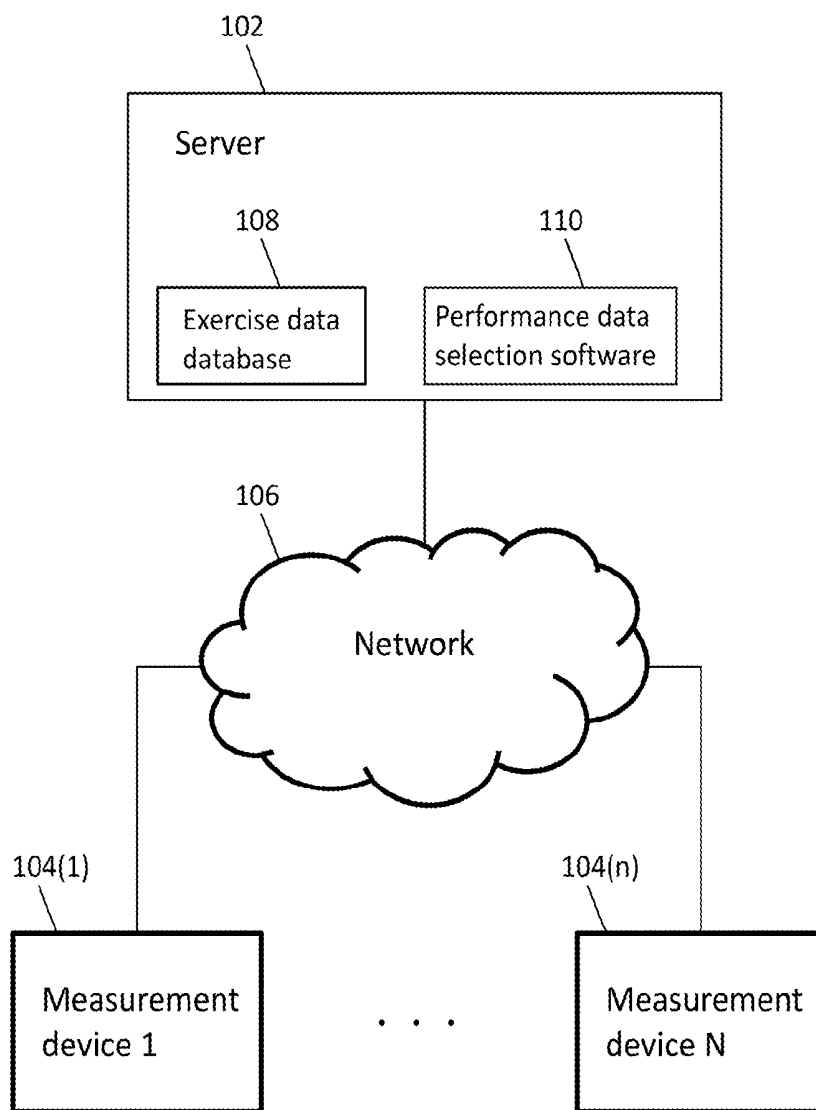 102
Server
108
110
Exercise data
database
Performance data
selection software
106
Network
104(1)
104(n)
Measurement
device 1
. . .
Measurement
device N